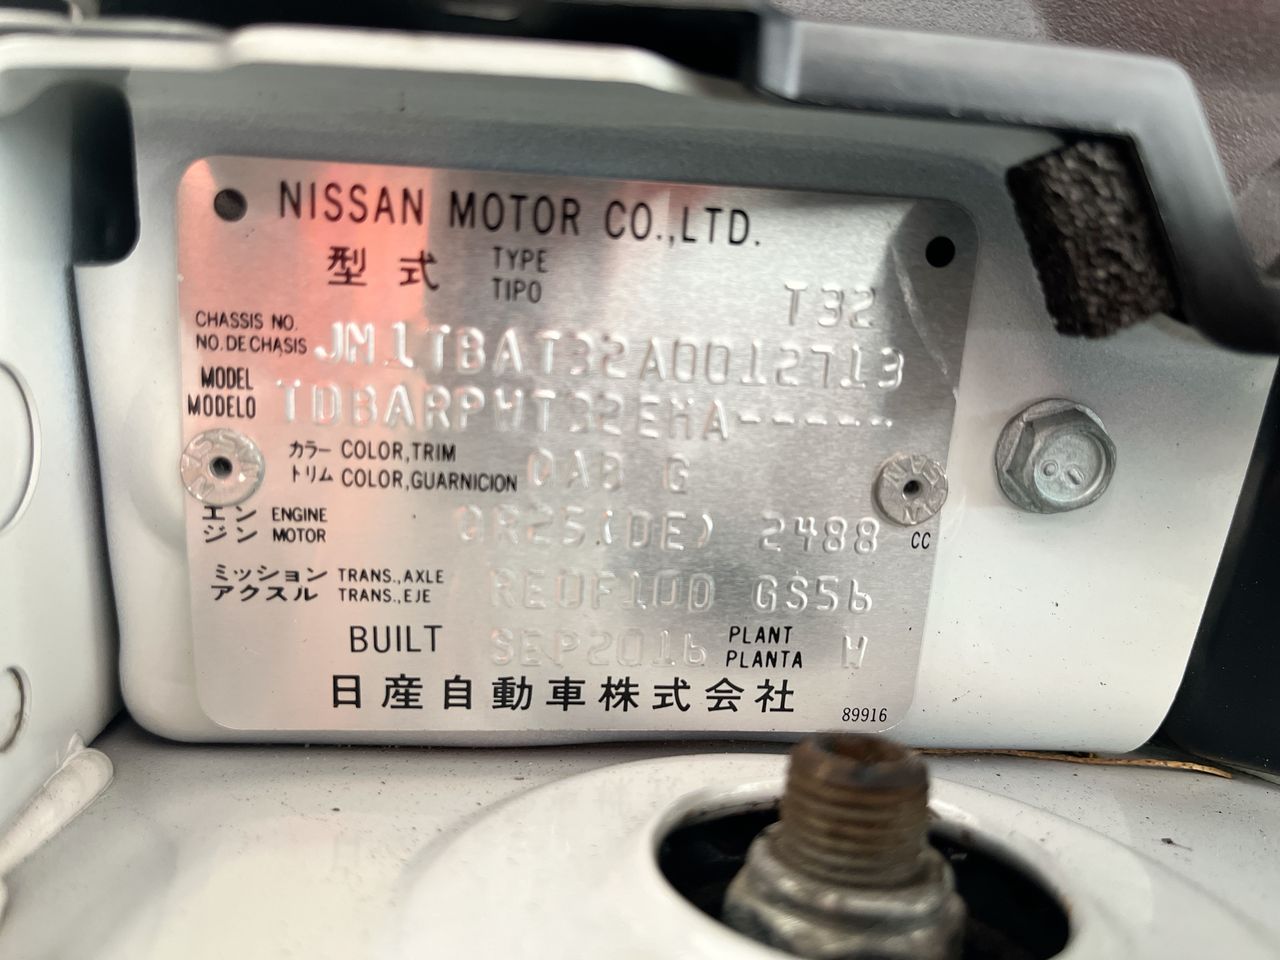 NISSAN MOTOR CO.,LTD.
型式 TYPE TIPO T32
CHASSIS NO. NO. DE CHASIS JM1TBAT32A0012713
MODEL MODELO TDBARPWT32EHA------
カラー COLOR,TRIM
トリム COLOR,GUARNICION QAB G
エンジン ENGINE MOTOR QR25(DE) 2488 CC
ミッション TRANS.,AXLE
アクスル TRANS.,EJE RE0F10D GS56
BUILT SEP2016 PLANT PLANTA W
日産自動車株式会社 89916